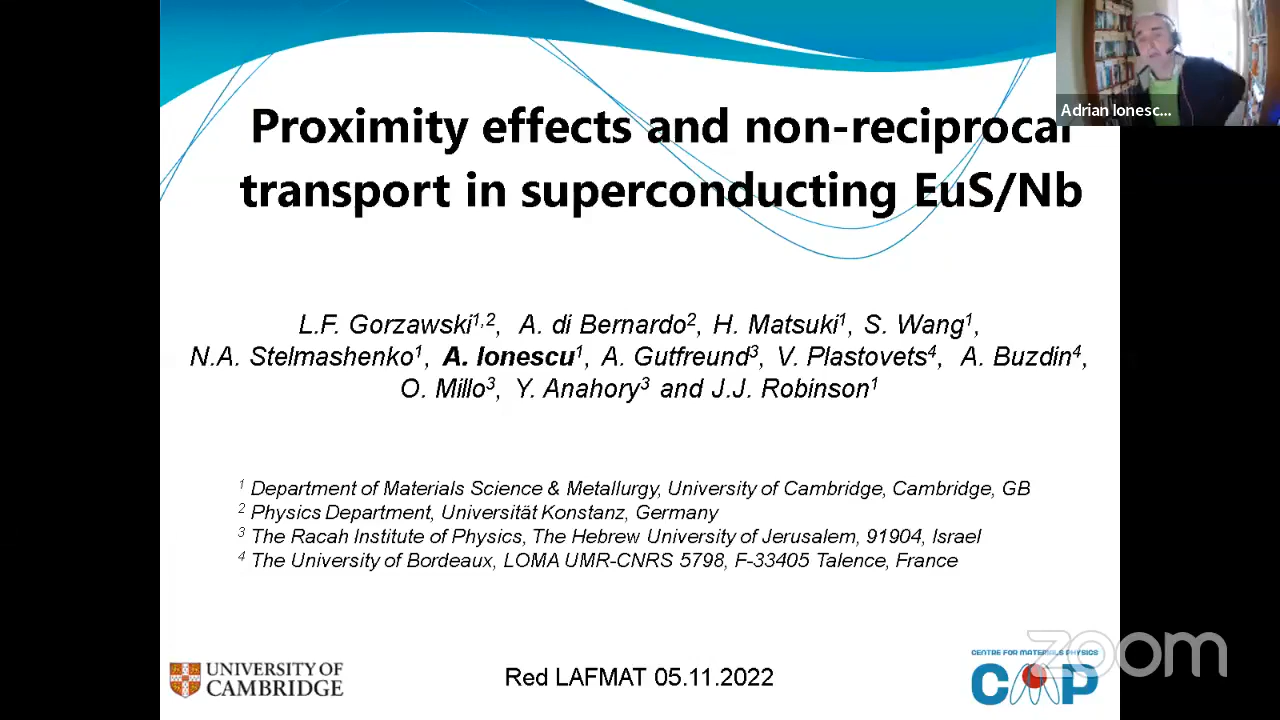 Adrian Ionesc...
Proximity effects and non-reciprocal
transport in superconducting EuS/Nb
L.F. Gorzawski1,2, A. di Bernardo2, H. Matsuki1, S. Wang1,
N.A. Stelmashenko1, A. Ionescu1, A. Gutfreund3, V. Plastovets4, A. Buzdin4,
O. Millo3, Y. Anahory3 and J.J. Robinson1
1 Department of Materials Science & Metallurgy, University of Cambridge, Cambridge, GB
2 Physics Department, Universität Konstanz, Germany
3 The Racah Institute of Physics, The Hebrew University of Jerusalem, 91904, Israel
4 The University of Bordeaux, LOMA UMR-CNRS 5798, F-33405 Talence, France
UNIVERSITY OF
CAMBRIDGE
Red LAFMAT 05.11.2022
CENTRE FOR MATERIALS PHYSICS
CMP
zoom